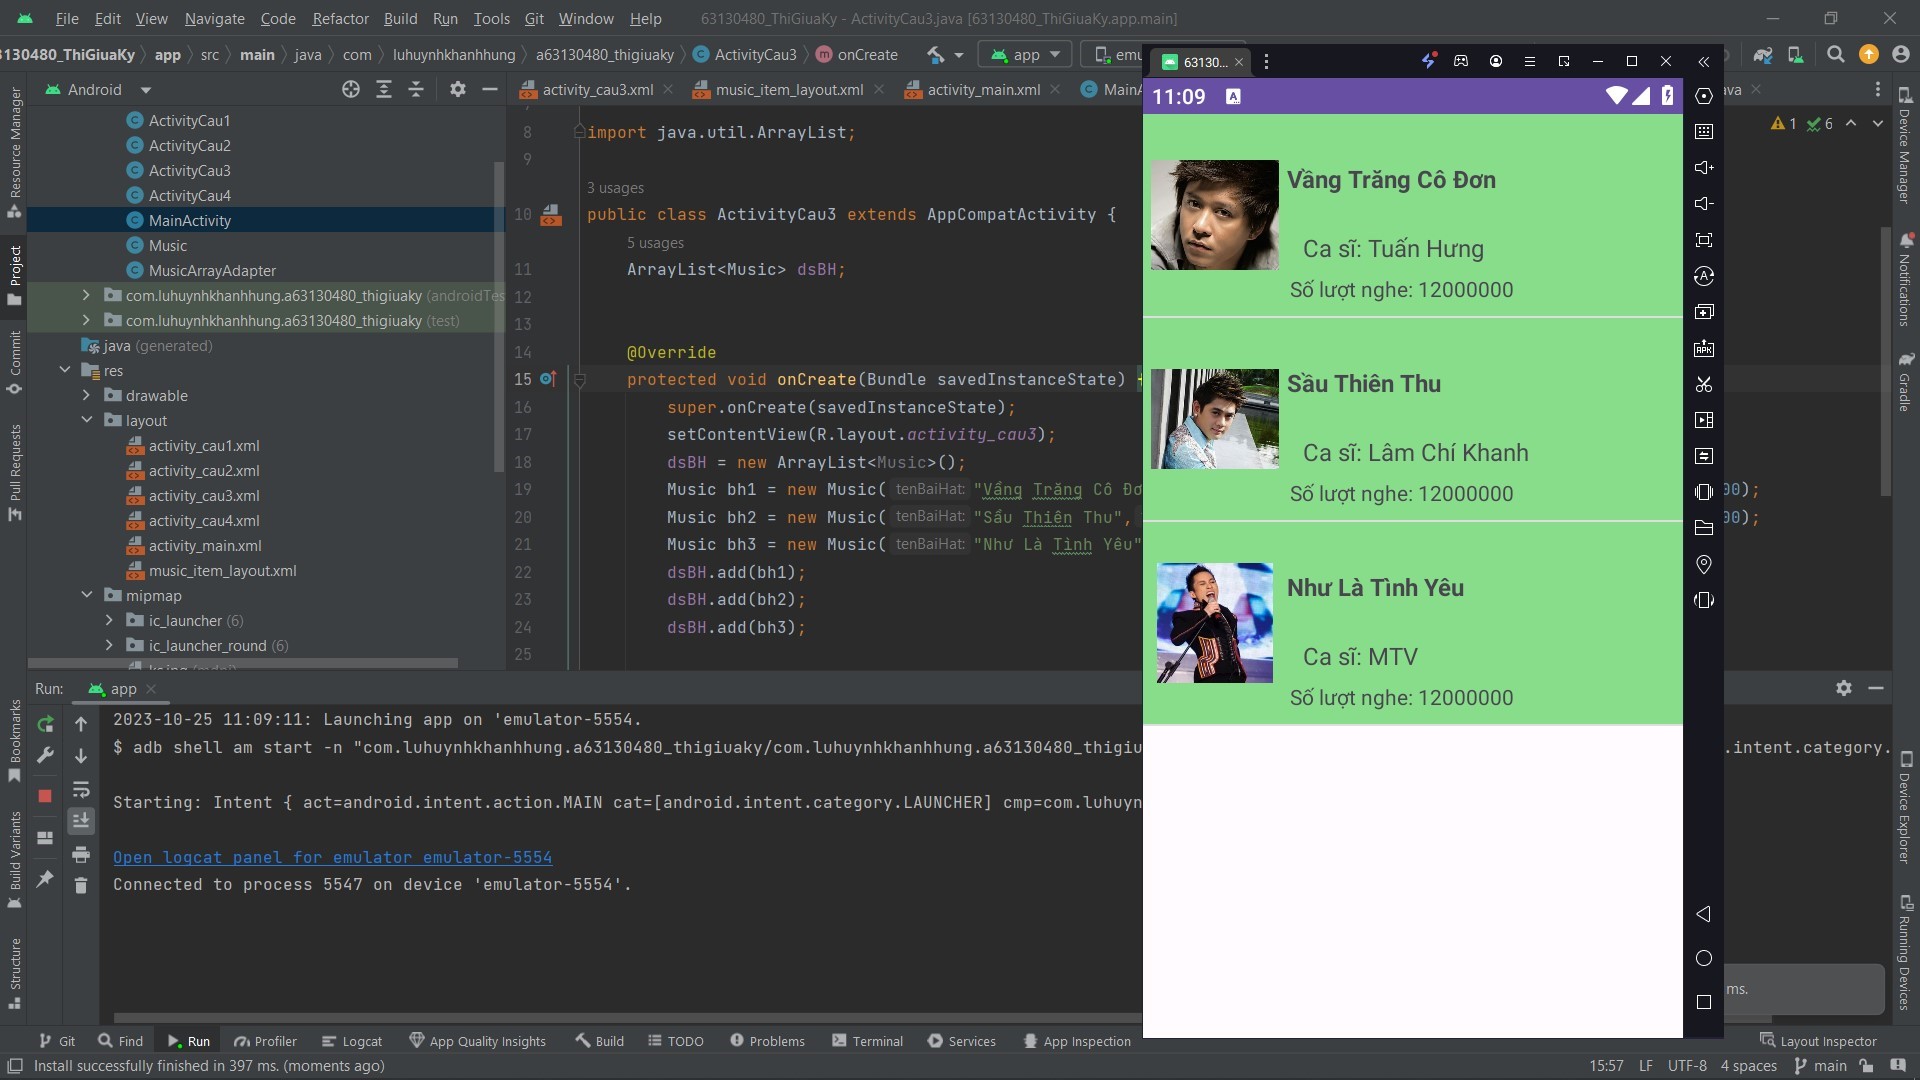 File Edit View Navigate Code Refactor Build Run Tools Git Window Help 63130480_ThiGiuaKy - ActivityCau3.java [63130480_ThiGiuaKy.app.main]
63130480_ThiGiuaKy app src main java com luhuynhkhanhhung a63130480_thigiuaky ActivityCau3 onCreate app emu
63130...
Android
activity_cau3.xml music_item_layout.xml activity_main.xml MainA ava
11:09
1 6
ActivityCau1
ActivityCau2
ActivityCau3
ActivityCau4
MainActivity
Music
MusicArrayAdapter
com.luhuynhkhanhhung.a63130480_thigiuaky (androidTes
com.luhuynhkhanhhung.a63130480_thigiuaky (test)
java (generated)
res
drawable
layout
activity_cau1.xml
activity_cau2.xml
activity_cau3.xml
activity_cau4.xml
activity_main.xml
music_item_layout.xml
mipmap
ic_launcher (6)
ic_launcher_round (6)
8 import java.util.ArrayList;
9
3 usages
10 public class ActivityCau3 extends AppCompatActivity {
5 usages
11 ArrayList<Music> dsBH;
12
13
14 @Override
15 protected void onCreate(Bundle savedInstanceState) {
16 super.onCreate(savedInstanceState);
17 setContentView(R.layout.activity_cau3);
18 dsBH = new ArrayList<Music>();
19 Music bh1 = new Music( tenBaiHat: "Vầng Trăng Cô Đơ 00);
20 Music bh2 = new Music( tenBaiHat: "Sầu Thiên Thu", 00);
21 Music bh3 = new Music( tenBaiHat: "Như Là Tình Yêu"
22 dsBH.add(bh1);
23 dsBH.add(bh2);
24 dsBH.add(bh3);
25
Vầng Trăng Cô Đơn
Ca sĩ: Tuấn Hưng
Số lượt nghe: 12000000
Sầu Thiên Thu
Ca sĩ: Lâm Chí Khanh
Số lượt nghe: 12000000
Như Là Tình Yêu
Ca sĩ: MTV
Số lượt nghe: 12000000
APK
Run: app
2023-10-25 11:09:11: Launching app on 'emulator-5554.
$ adb shell am start -n "com.luhuynhkhanhhung.a63130480_thigiuaky/com.luhuynhkhanhhung.a63130480_thigiu .intent.category.
Starting: Intent { act=android.intent.action.MAIN cat=[android.intent.category.LAUNCHER] cmp=com.luhuyn
Open logcat panel for emulator emulator-5554
Connected to process 5547 on device 'emulator-5554'.
ms.
Resource Manager
Project
Commit
Pull Requests
Bookmarks
Build Variants
Structure
Device Manager
Notifications
Gradle
Device Explorer
Running Devices
Git Find Run Profiler Logcat App Quality Insights Build TODO Problems Terminal Services App Inspection Layout Inspector
Install successfully finished in 397 ms. (moments ago) 15:57 LF UTF-8 4 spaces main